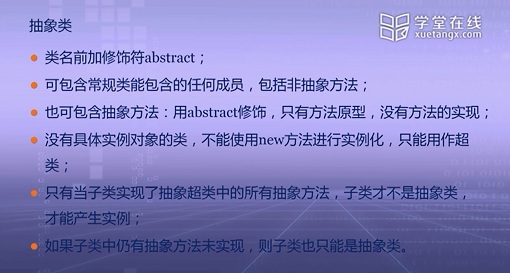 抽象类
学堂在线
xuetangx.com
类名前加修饰符abstract；
可包含常规类能包含的任何成员，包括非抽象方法；
也可包含抽象方法：用abstract修饰，只有方法原型，没有方法的实现；
没有具体实例对象的类，不能使用new方法进行实例化，只能用作超
类；
只有当子类实现了抽象超类中的所有抽象方法，子类才不是抽象类，
才能产生实例；
如果子类中仍有抽象方法未实现，则子类也只能是抽象类。